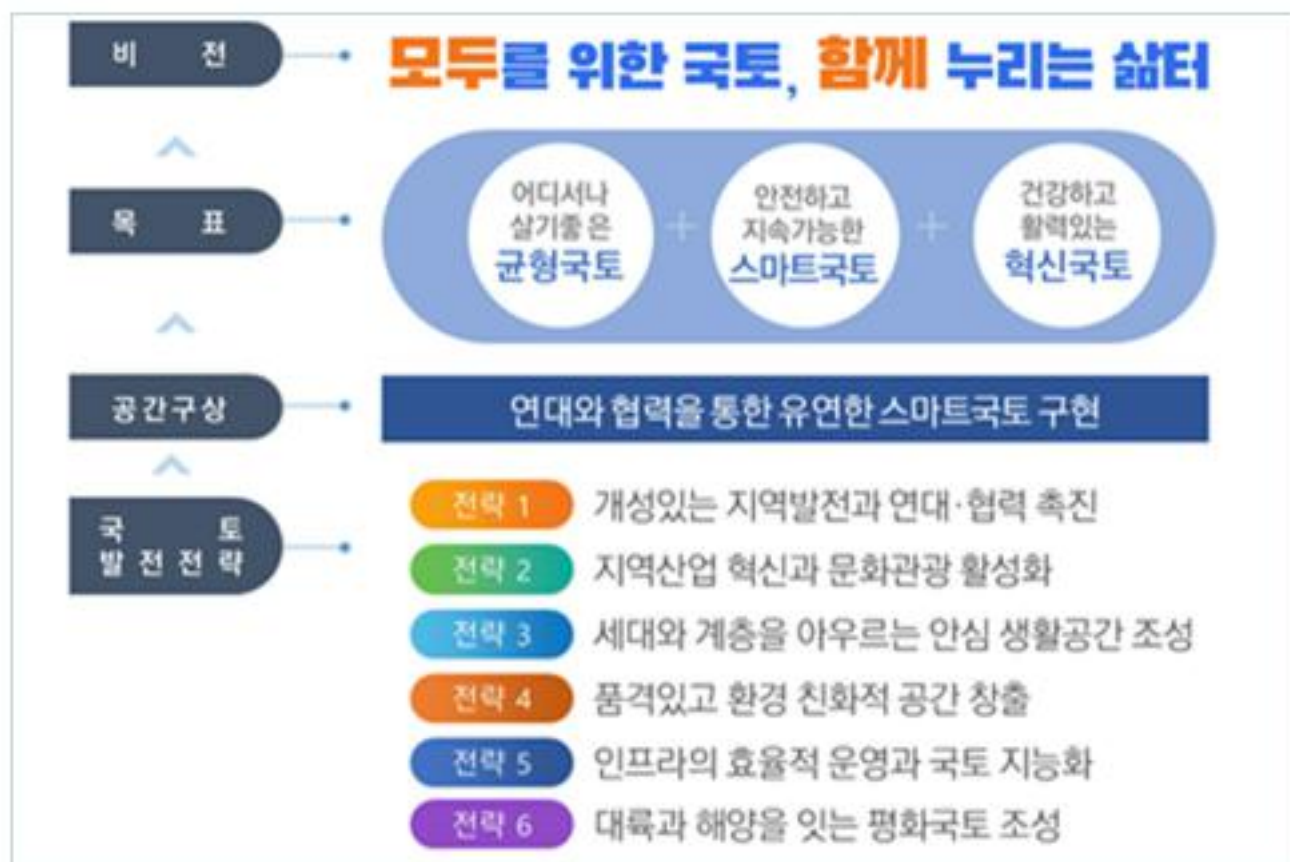 비 전
모두를 위한 국토, 함께 누리는 삶터
목 표
어디서나
살기좋은
균형국토
+
안전하고
지속가능한
스마트국토
+
건강하고
활력있는
혁신국토
공간구상
연대와 협력을 통한 유연한 스마트국토 구현
국 토
발전전략
전략 1 개성있는 지역발전과 연대·협력 촉진
전략 2 지역산업 혁신과 문화관광 활성화
전략 3 세대와 계층을 아우르는 안심 생활공간 조성
전략 4 품격있고 환경 친화적 공간 창출
전략 5 인프라의 효율적 운영과 국토 지능화
전략 6 대륙과 해양을 잇는 평화국토 조성